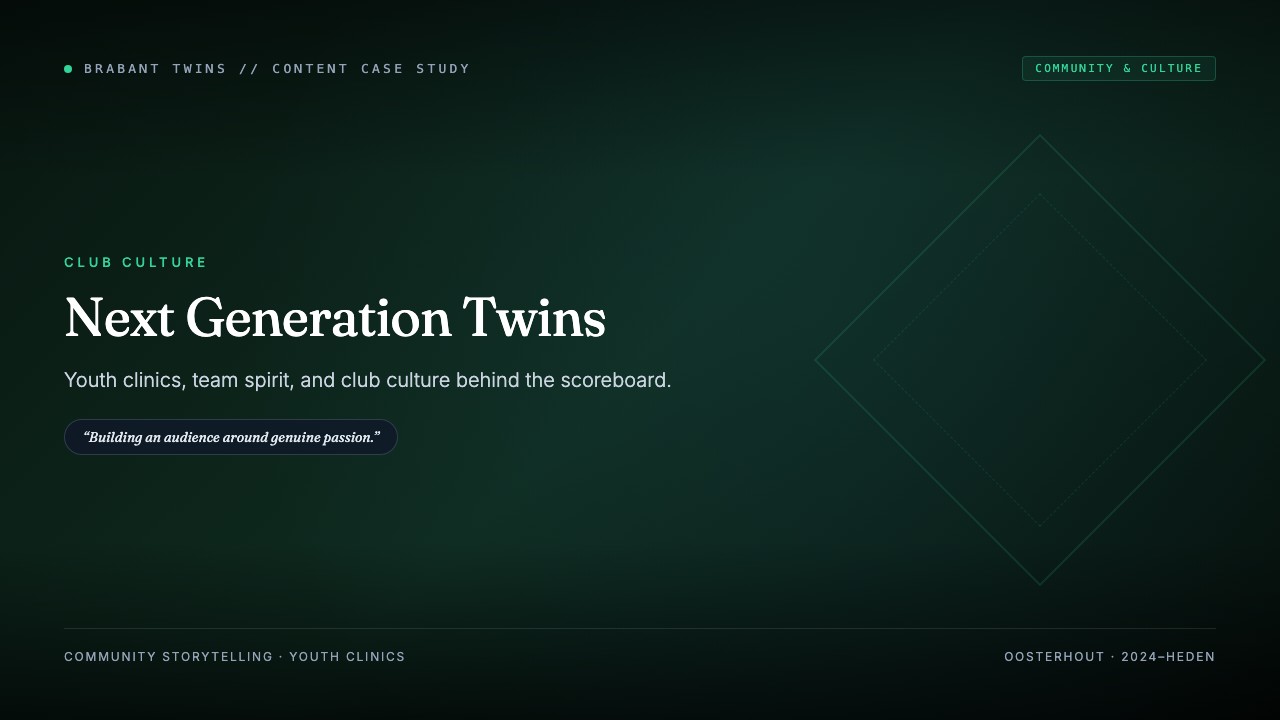 BRABANT TWINS // CONTENT CASE STUDY
COMMUNITY & CULTURE
CLUB CULTURE
Next Generation Twins
Youth clinics, team spirit, and club culture behind the scoreboard.
“Building an audience around genuine passion.”
COMMUNITY STORYTELLING · YOUTH CLINICS
OOSTERHOUT · 2024–HEDEN